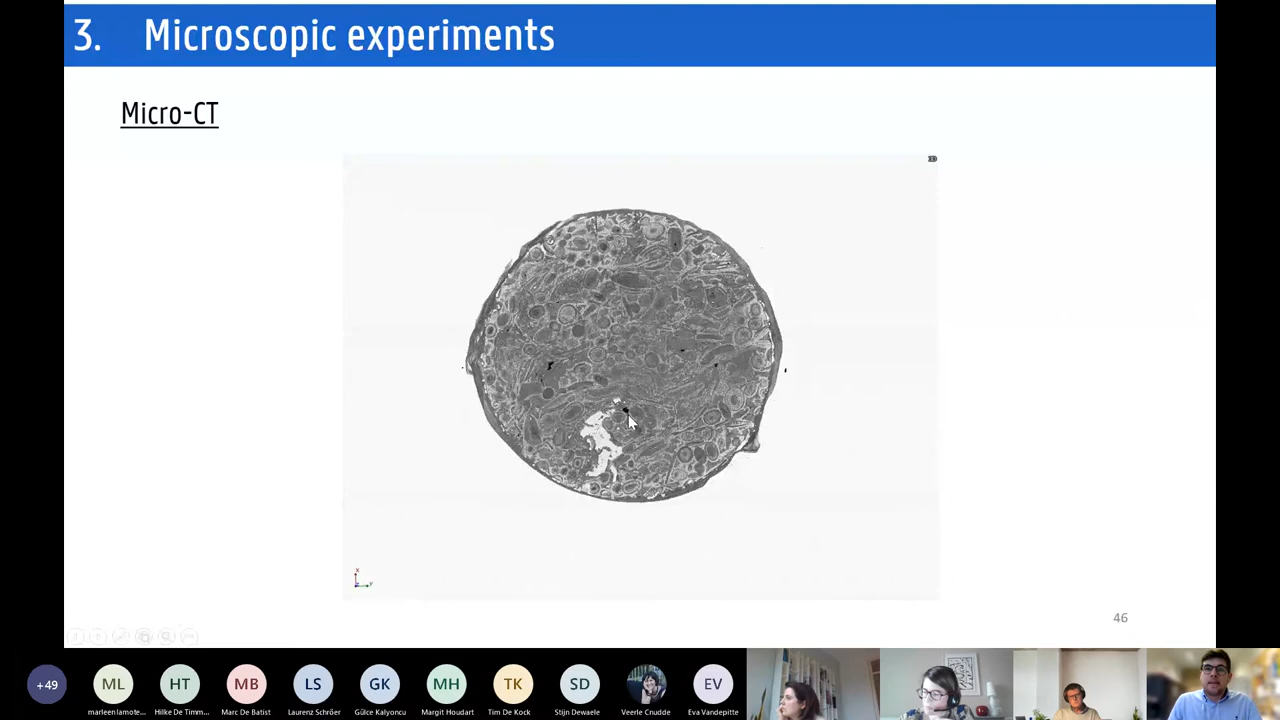 3. Microscopic experiments
Micro-CT
3D
x
y
46
+49
ML
HT
MB
LS
GK
MH
TK
SD
EV
marleen lamote...
Hilke De Timm...
Marc De Batist
Laurenz Schröer
Gülce Kalyoncu
Margit Houdart
Tim De Kock
Stijn Dewaele
Veerle Cnudde
Eva Vandepitte